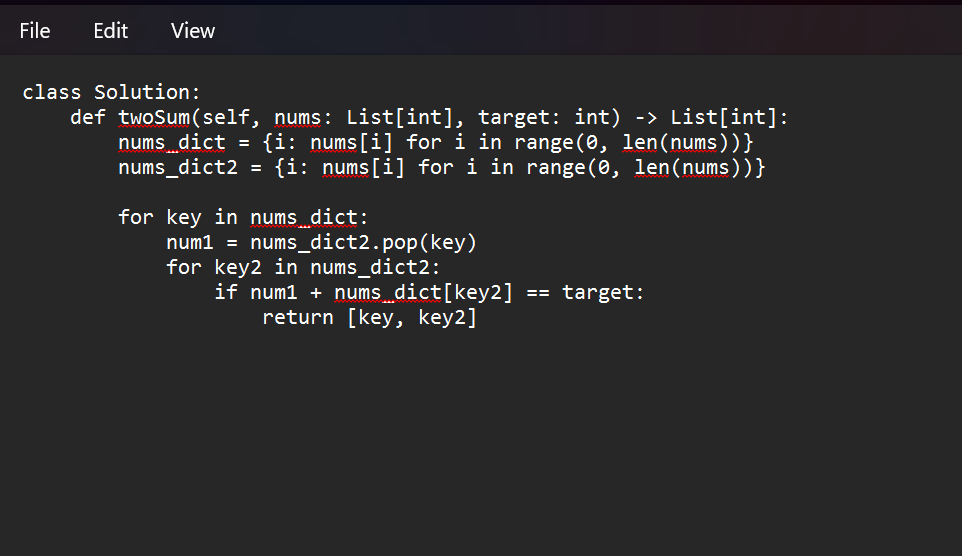 File Edit View
class Solution:
    def twoSum(self, nums: List[int], target: int) -> List[int]:
        nums_dict = {i: nums[i] for i in range(0, len(nums))}
        nums_dict2 = {i: nums[i] for i in range(0, len(nums))}
        for key in nums_dict:
            num1 = nums_dict2.pop(key)
            for key2 in nums_dict2:
                if num1 + nums_dict[key2] == target:
                    return [key, key2]